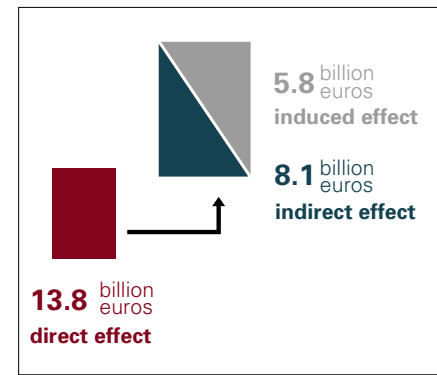 5.8 billion euros
induced effect
8.1 billion euros
indirect effect
13.8 billion euros
direct effect